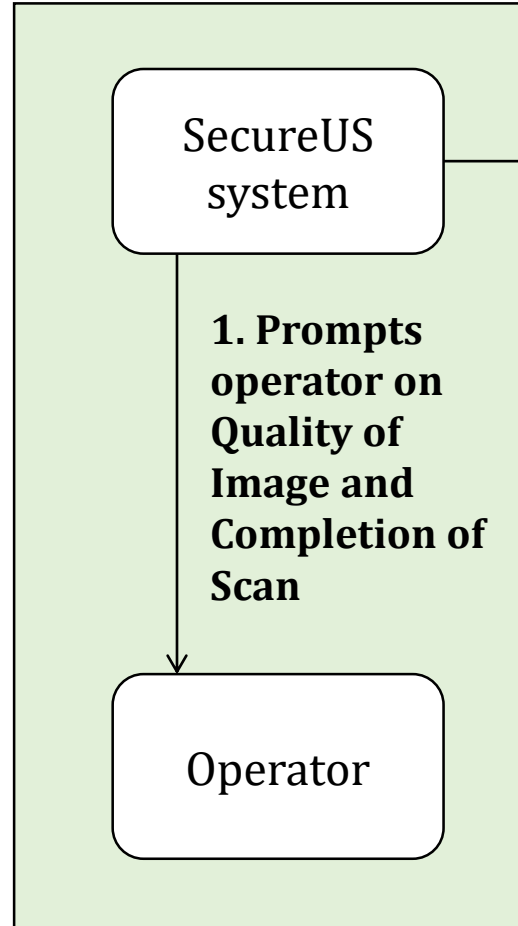 SecureUS
system
1. Prompts
operator on
Quality of
Image and
Completion of
Scan
Operator